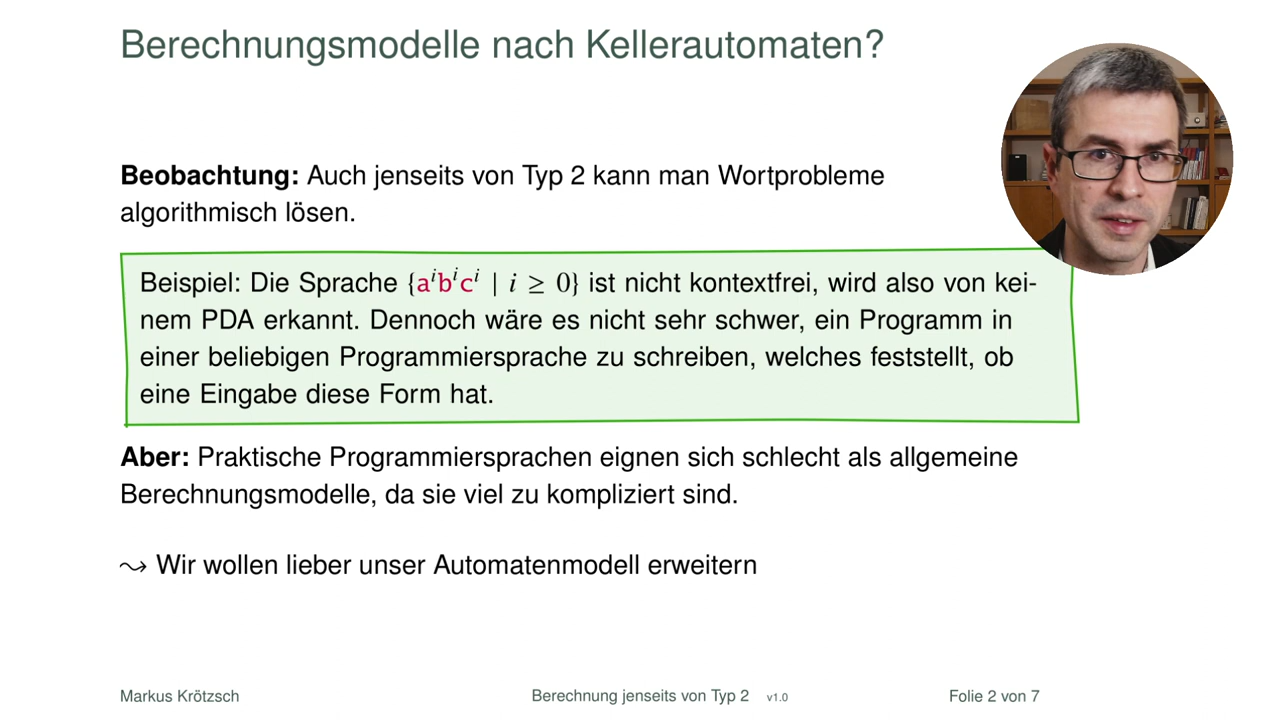 Berechnungsmodelle nach Kellerautomaten?
Beobachtung: Auch jenseits von Typ 2 kann man Wortprobleme
algorithmisch lösen.
Beispiel: Die Sprache {aⁱbⁱcⁱ | i ≥ 0} ist nicht kontextfrei, wird also von kei-
nem PDA erkannt. Dennoch wäre es nicht sehr schwer, ein Programm in
einer beliebigen Programmiersprache zu schreiben, welches feststellt, ob
eine Eingabe diese Form hat.
Aber: Praktische Programmiersprachen eignen sich schlecht als allgemeine
Berechnungsmodelle, da sie viel zu kompliziert sind.
⤳ Wir wollen lieber unser Automatenmodell erweitern
Markus Krötzsch Berechnung jenseits von Typ 2 v1.0 Folie 2 von 7